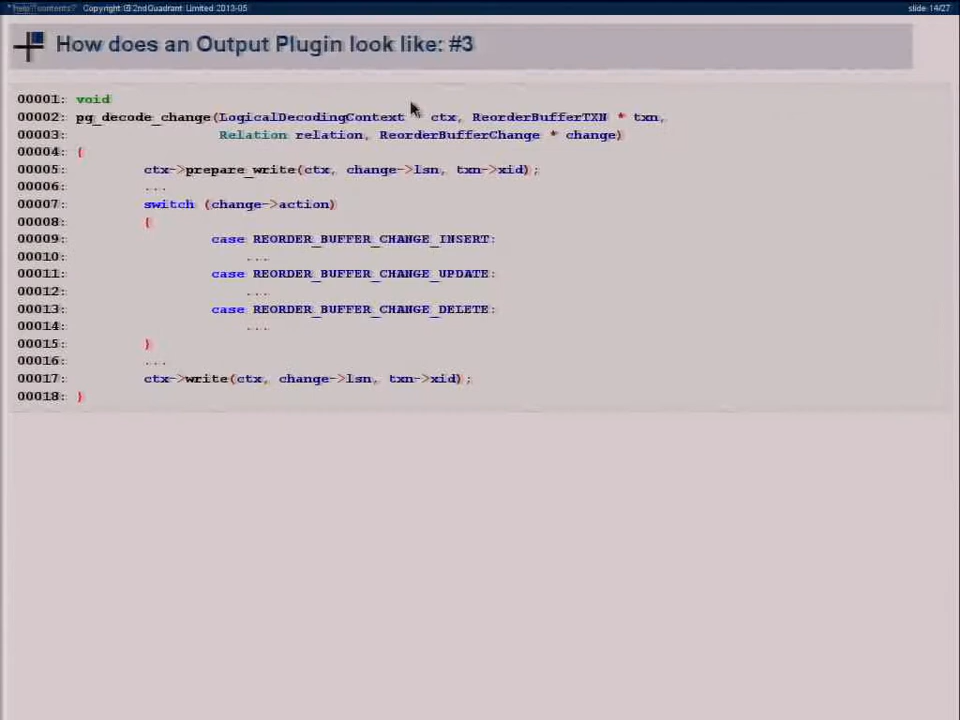 "help" "contents"? Copyright © 2ndQuadrant Limited 2013-05 slide 14/27
How does an Output Plugin look like: #3
00001: void
00002: pg_decode_change(LogicalDecodingContext * ctx, ReorderBufferTXN * txn,
00003: Relation relation, ReorderBufferChange * change)
00004: {
00005: ctx->prepare_write(ctx, change->lsn, txn->xid);
00006: ...
00007: switch (change->action)
00008: {
00009: case REORDER_BUFFER_CHANGE_INSERT:
00010: ...
00011: case REORDER_BUFFER_CHANGE_UPDATE:
00012: ...
00013: case REORDER_BUFFER_CHANGE_DELETE:
00014: ...
00015: }
00016: ...
00017: ctx->write(ctx, change->lsn, txn->xid);
00018: }